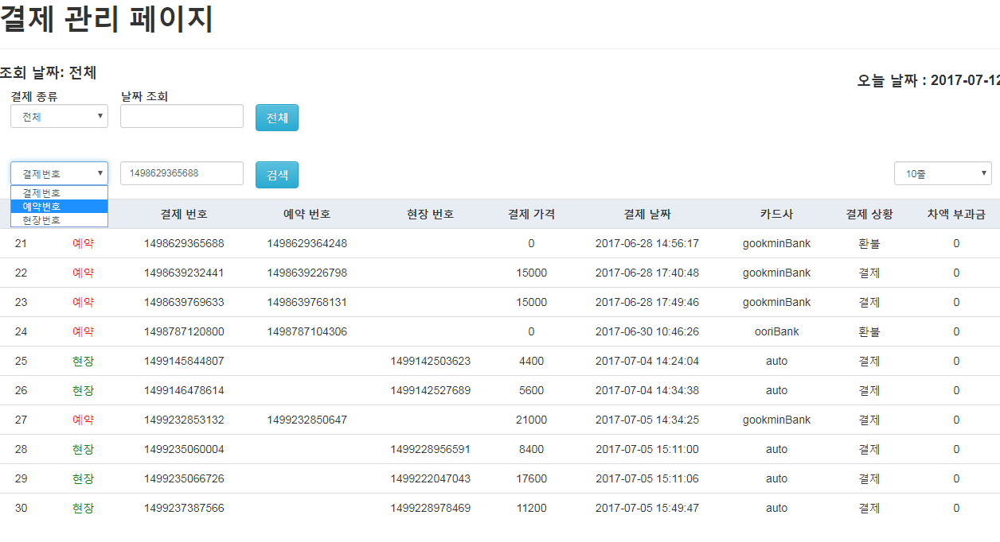 결제 관리 페이지
조회 날짜: 전체
오늘 날짜 : 2017-07-12
결제 종류 날짜 조회
전체 전체
결제번호 1498629365688 검색 10줄
결제번호
예약번호
현장번호
결제 번호 예약 번호 현장 번호 결제 가격 결제 날짜 카드사 결제 상황 차액 부과금
21 예약 1498629365688 1498629364248 0 2017-06-28 14:56:17 gookminBank 환불 0
22 예약 1498639232441 1498639226798 15000 2017-06-28 17:40:48 gookminBank 결제 0
23 예약 1498639769633 1498639768131 15000 2017-06-28 17:49:46 gookminBank 결제 0
24 예약 1498787120800 1498787104306 0 2017-06-30 10:46:26 ooriBank 환불 0
25 현장 1499145844807 1499142503623 4400 2017-07-04 14:24:04 auto 결제 0
26 현장 1499146478614 1499142527689 5600 2017-07-04 14:34:38 auto 결제 0
27 예약 1499232853132 1499232850647 21000 2017-07-05 14:34:25 gookminBank 결제 0
28 현장 1499235060004 1499228956591 8400 2017-07-05 15:11:00 auto 결제 0
29 현장 1499235066726 1499222047043 17600 2017-07-05 15:11:06 auto 결제 0
30 현장 1499237387566 1499228978469 11200 2017-07-05 15:49:47 auto 결제 0